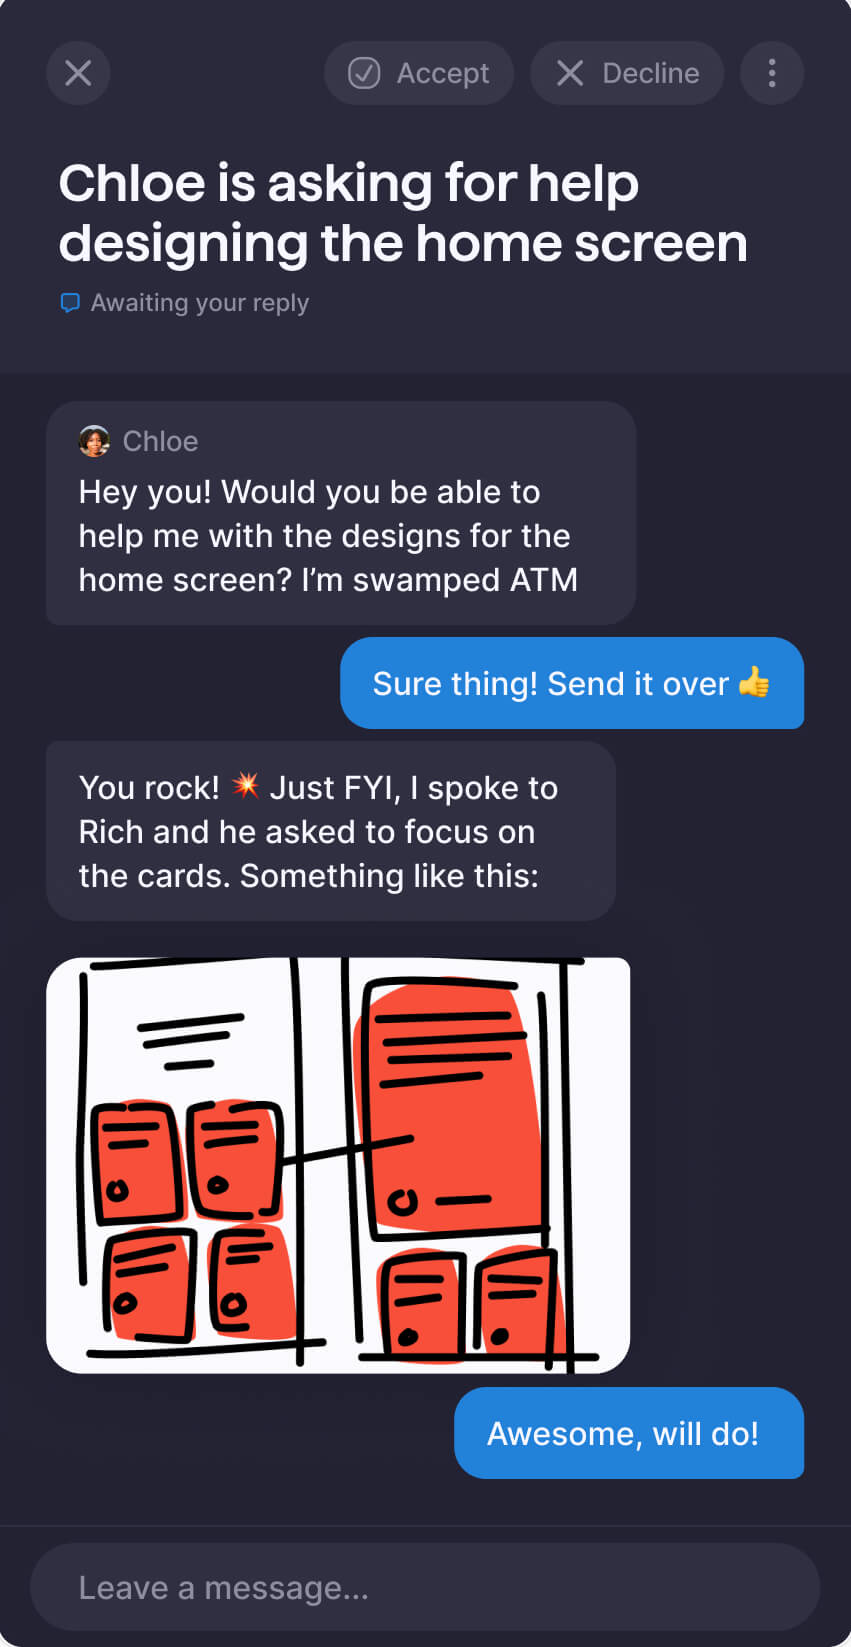 Accept
Decline
Chloe is asking for help
designing the home screen
Awaiting your reply
Chloe
Hey you! Would you be able to
help me with the designs for the
home screen? I’m swamped ATM
Sure thing! Send it over 👍
You rock! 💥 Just FYI, I spoke to
Rich and he asked to focus on
the cards. Something like this:
Awesome, will do!
Leave a message...